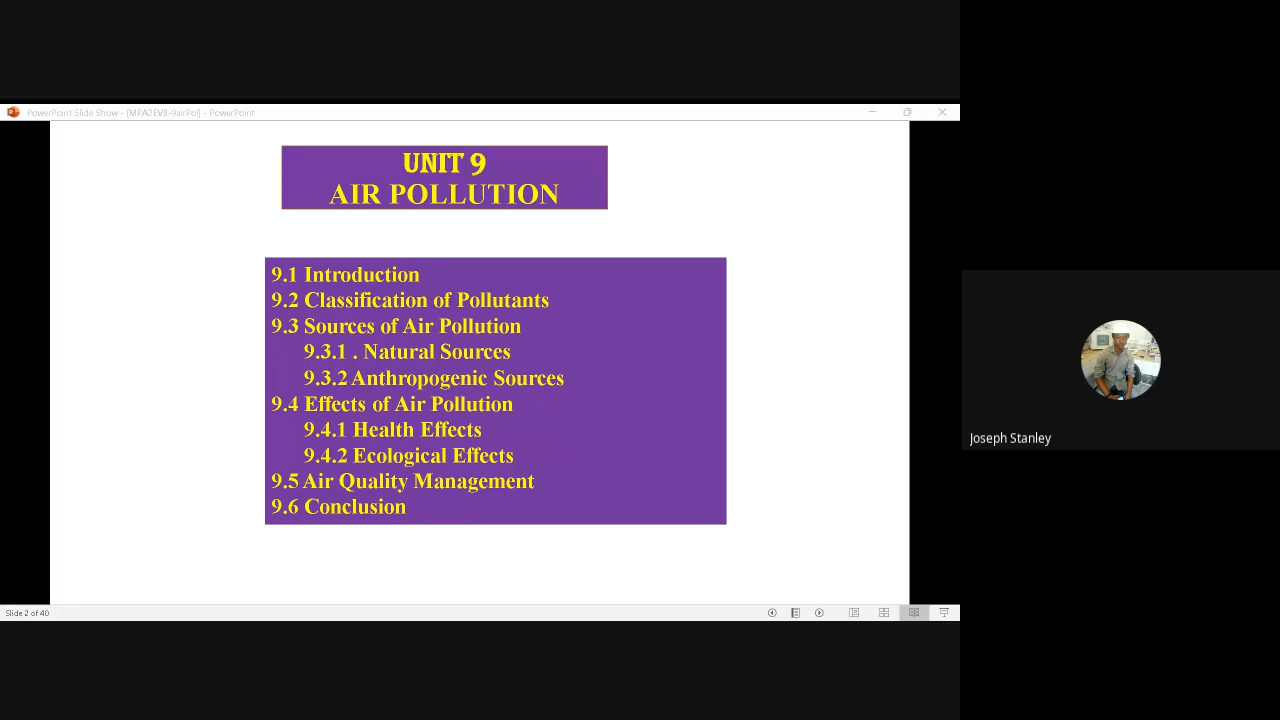 PowerPoint Slide Show - [MPA2EV8-9airPol] - PowerPoint
UNIT 9
AIR POLLUTION
9.1 Introduction
9.2 Classification of Pollutants
9.3 Sources of Air Pollution
9.3.1 . Natural Sources
9.3.2 Anthropogenic Sources
9.4 Effects of Air Pollution
9.4.1 Health Effects
9.4.2 Ecological Effects
9.5 Air Quality Management
9.6 Conclusion
Joseph Stanley
Slide 2 of 40